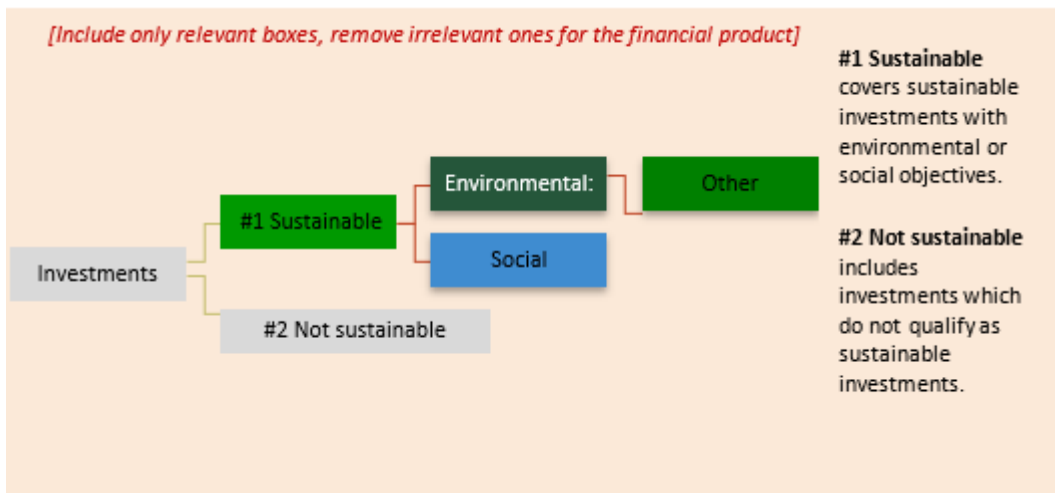 [Include only relevant boxes, remove irrelevant ones for the financial product]
#1 Sustainable
covers sustainable
investments with
environmental or
social objectives.
Environmental:
Other
#1 Sustainable
Social
#2 Not sustainable
includes
investments which
do not qualify as
sustainable
investments.
Investments
#2 Not sustainable